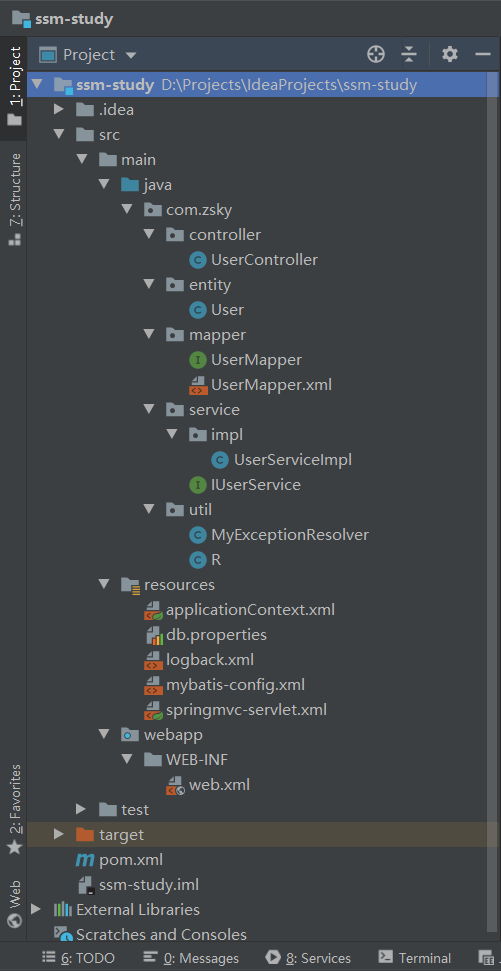 ssm-study
Project
ssm-study D:\Projects\IdeaProjects\ssm-study
.idea
src
main
java
com.zsky
controller
UserController
entity
User
mapper
UserMapper
UserMapper.xml
service
impl
UserServiceImpl
IUserService
util
MyExceptionResolver
R
resources
applicationContext.xml
db.properties
logback.xml
mybatis-config.xml
springmvc-servlet.xml
webapp
WEB-INF
web.xml
test
target
pom.xml
ssm-study.iml
External Libraries
Scratches and Consoles
1: Project
7: Structure
2: Favorites
Web
6: TODO
0: Messages
8: Services
Terminal